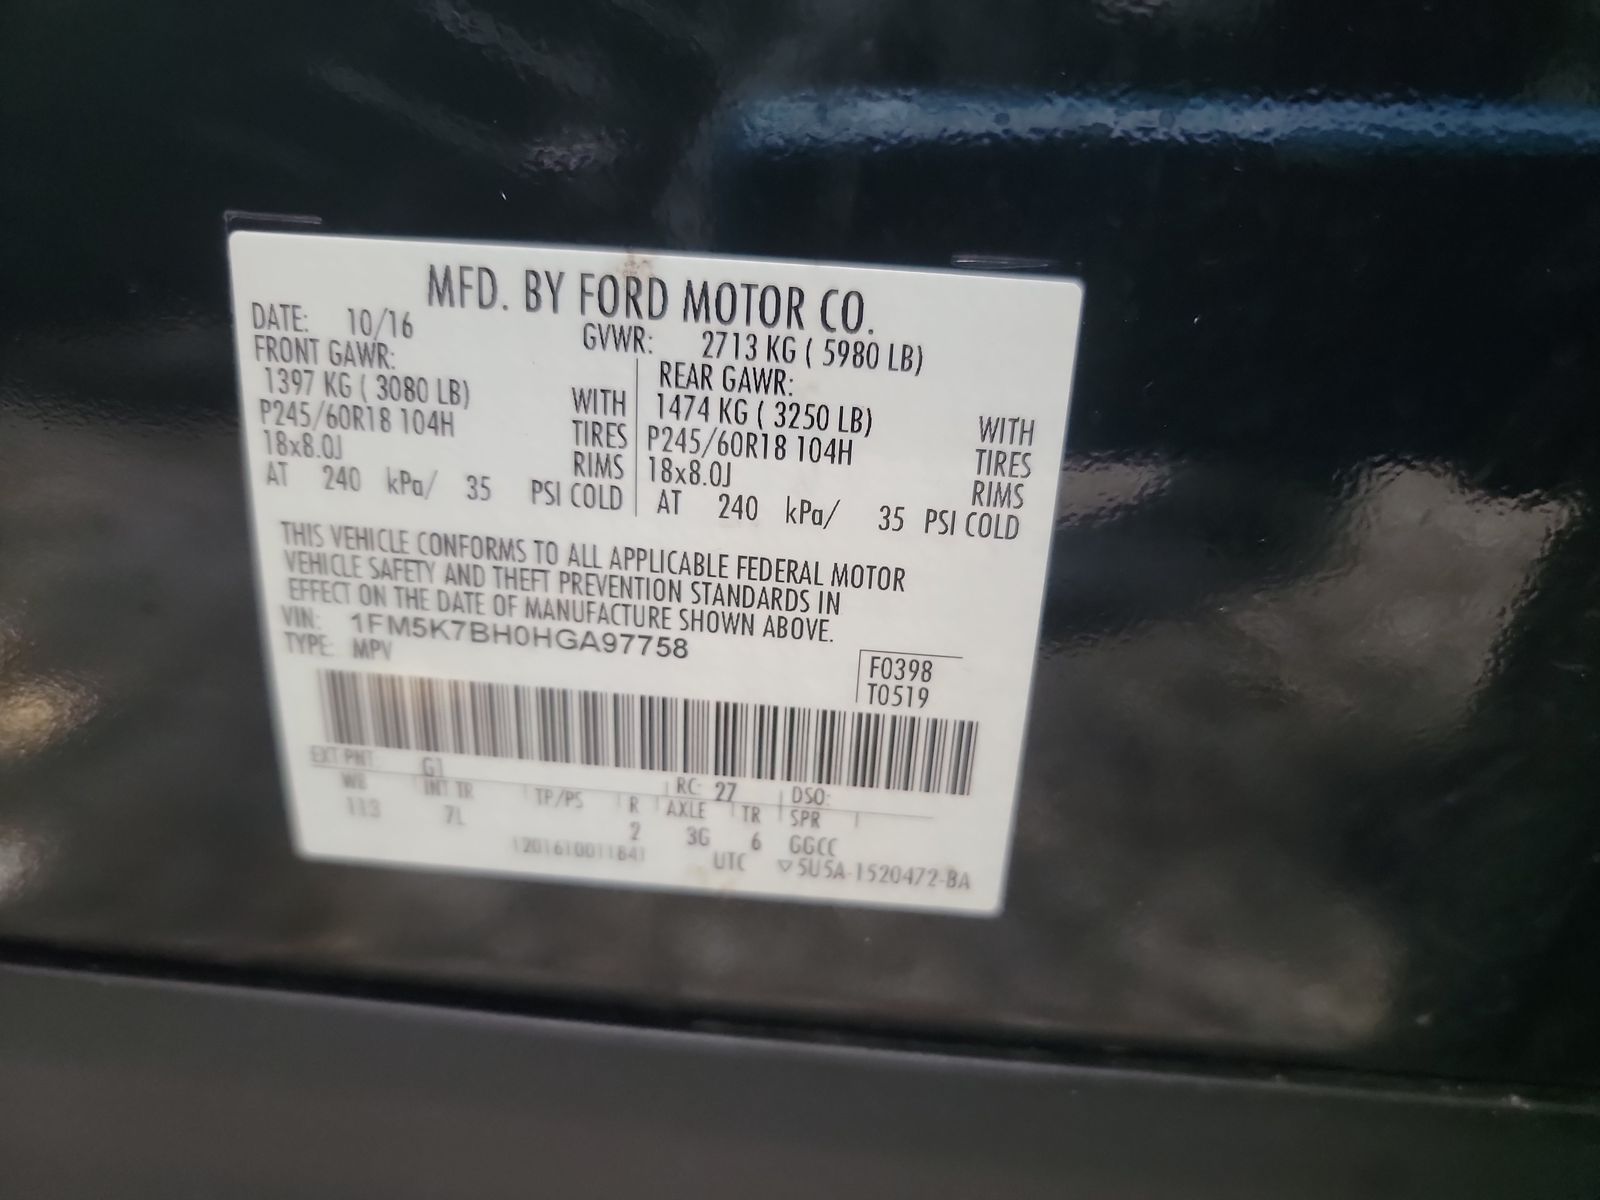 MFD. BY FORD MOTOR CO.
DATE: 10/16 GVWR: 2713 KG ( 5980 LB)
FRONT GAWR: REAR GAWR:
1397 KG ( 3080 LB) WITH 1474 KG ( 3250 LB) WITH
P245/60R18 104H TIRES P245/60R18 104H TIRES
18x8.0J RIMS 18x8.0J RIMS
AT 240 kPa/ 35 PSI COLD AT 240 kPa/ 35 PSI COLD
THIS VEHICLE CONFORMS TO ALL APPLICABLE FEDERAL MOTOR
VEHICLE SAFETY AND THEFT PREVENTION STANDARDS IN
EFFECT ON THE DATE OF MANUFACTURE SHOWN ABOVE.
VIN: 1FM5K7BH0HGA97758
TYPE: MPV
F0398
T0519
EXT PNT: G1 RC: 27 DSO:
WB INT TR TP/PS R AXLE TR SPR
113 7L 2 3G 6 GGCC
1201610011841 UTC ▽5U5A-1520472-BA